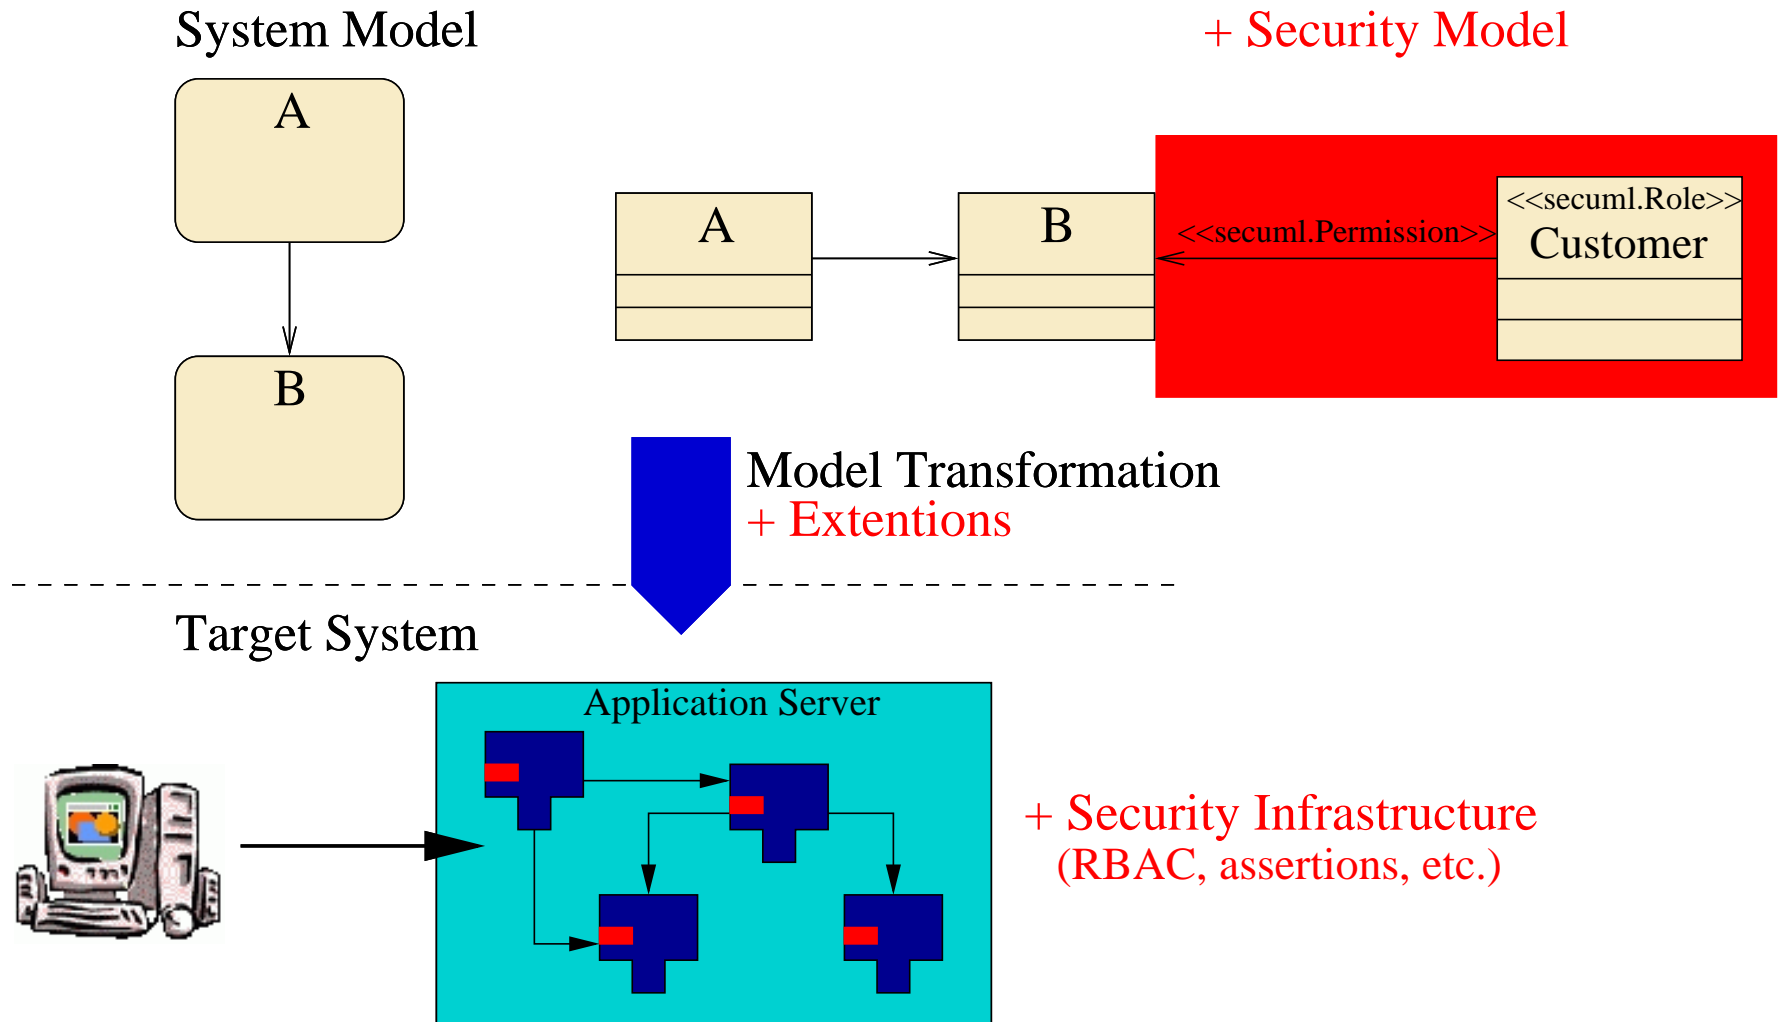 System Model
+ Security Model
A
A
B
<<secuml.Permission>>
<<secuml.Role>>
Customer
B
Model Transformation
+ Extentions
Target System
Application Server
+ Security Infrastructure
(RBAC, assertions, etc.)